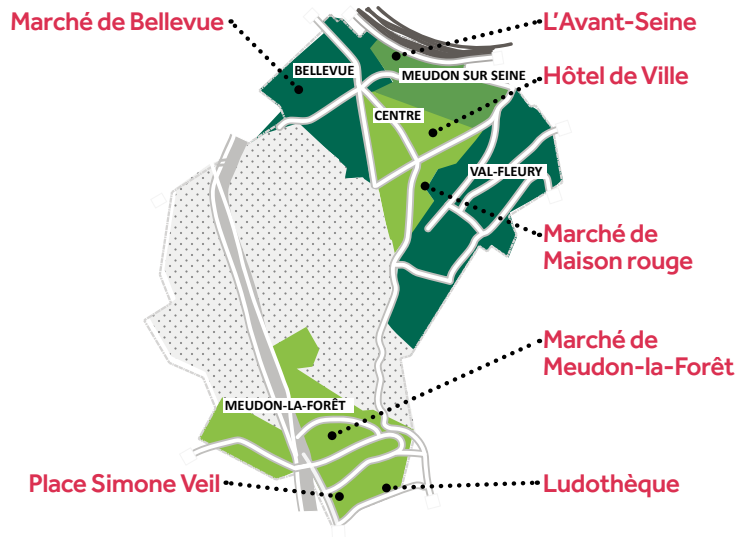 Marché de Bellevue
L'Avant-Seine
BELLEVUE
MEUDON SUR SEINE
Hôtel de Ville
CENTRE
VAL-FLEURY
Marché de
Maison rouge
Marché de
Meudon-la-Forêt
MEUDON-LA-FORÊT
Place Simone Veil
Ludothèque